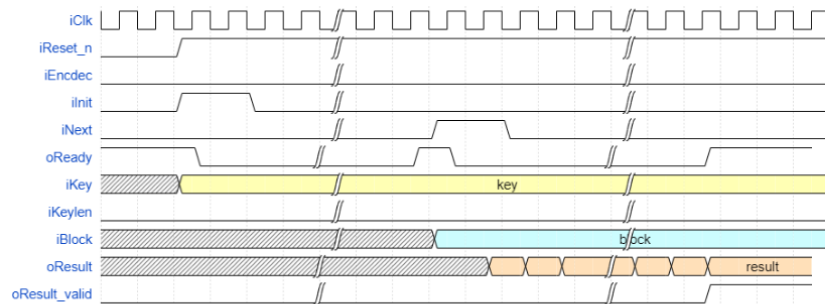 iClk
iReset_n
iEncdec
iInit
iNext
oReady
iKey key
iKeylen
iBlock block
oResult result
oResult_valid